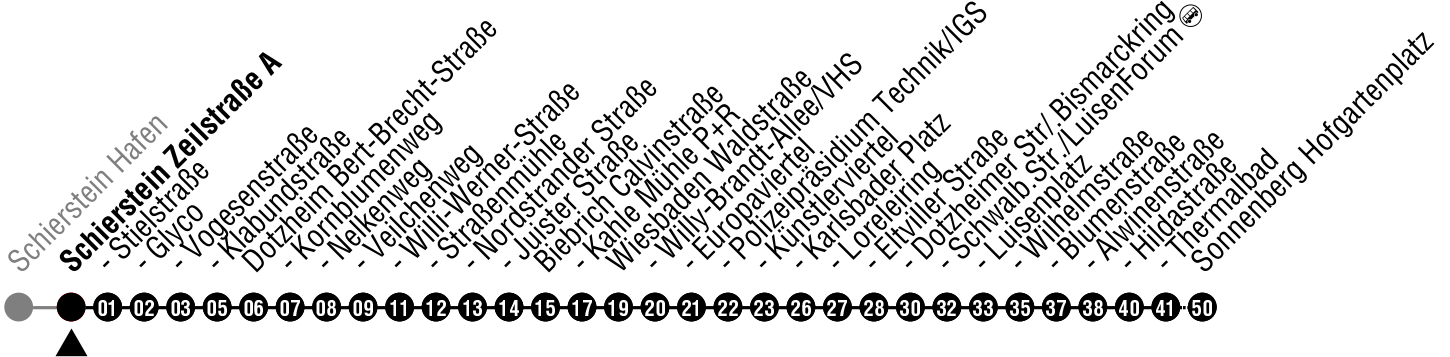 Schierstein Hafen
Schierstein Zeilstraße A
- Stielstraße
- Glyco
- Vogesenstraße
- Klabundstraße
Dotzheim Bert-Brecht-Straße
- Kornblumenweg
- Nelkenweg
- Veilchenweg
- Willi-Werner-Straße
- Straßenmühle
- Nordstrander Straße
- Juister Straße
Biebrich Calvinstraße
- Kahle Mühle P+R
Wiesbaden Waldstraße
- Willy-Brandt-Allee/VHS
- Europaviertel
- Polizeipräsidium Technik/IGS
- Künstlerviertel
- Karlsbader Platz
- Loreleiring
- Eltviller Straße
- Dotzheimer Str/ Bismarckring
- Schwalb.Str./LuisenForum
- Luisenplatz
- Wilhelmstraße
- Blumenstraße
- Alwinenstraße
- Hildastraße
- Thermalbad
Sonnenberg Hofgartenplatz
01 02 03 05 06 07 08 09 11 12 13 14 15 17 19 20 21 22 23 26 27 28 30 32 33 35 37 38 40 41 50